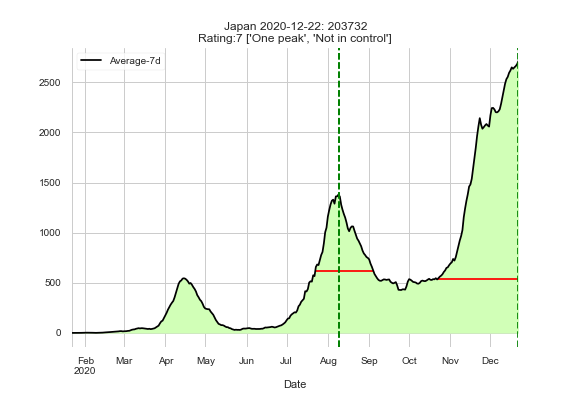 Japan 2020-12-22: 203732
Rating:7 ['One peak', 'Not in control']
Average-7d
2500
2000
1500
1000
500
0
Feb Mar Apr May Jun Jul Aug Sep Oct Nov Dec
2020
Date